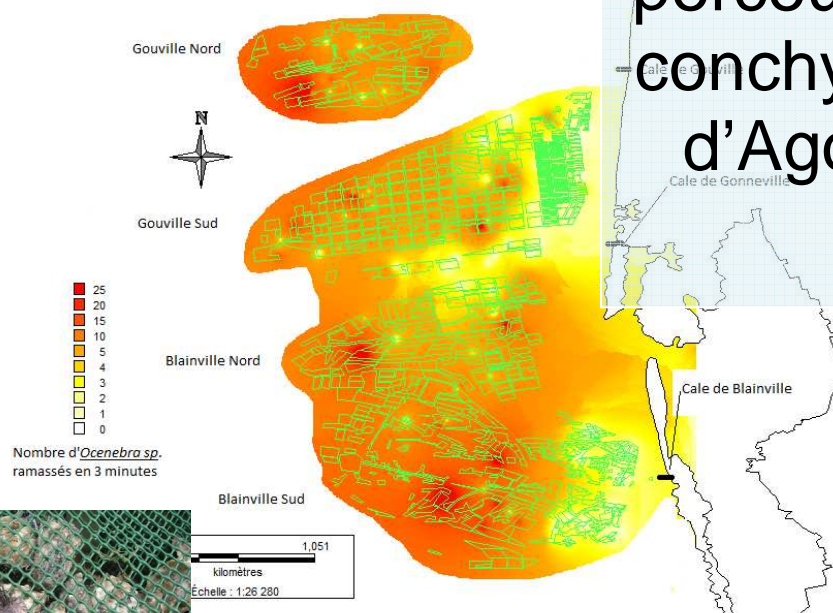 Gouville Nord
N
Gouville Sud
25
20
15
10
5
4
3
2
1
0
Nombre d'Ocenebra sp.
ramassés en 3 minutes
Blainville Nord
Blainville Sud
Cale de Gouville
conchy
d'Ago
Cale de Gonneville
Cale de Blainville
1,051
kilomètres
Échelle : 1:26 280